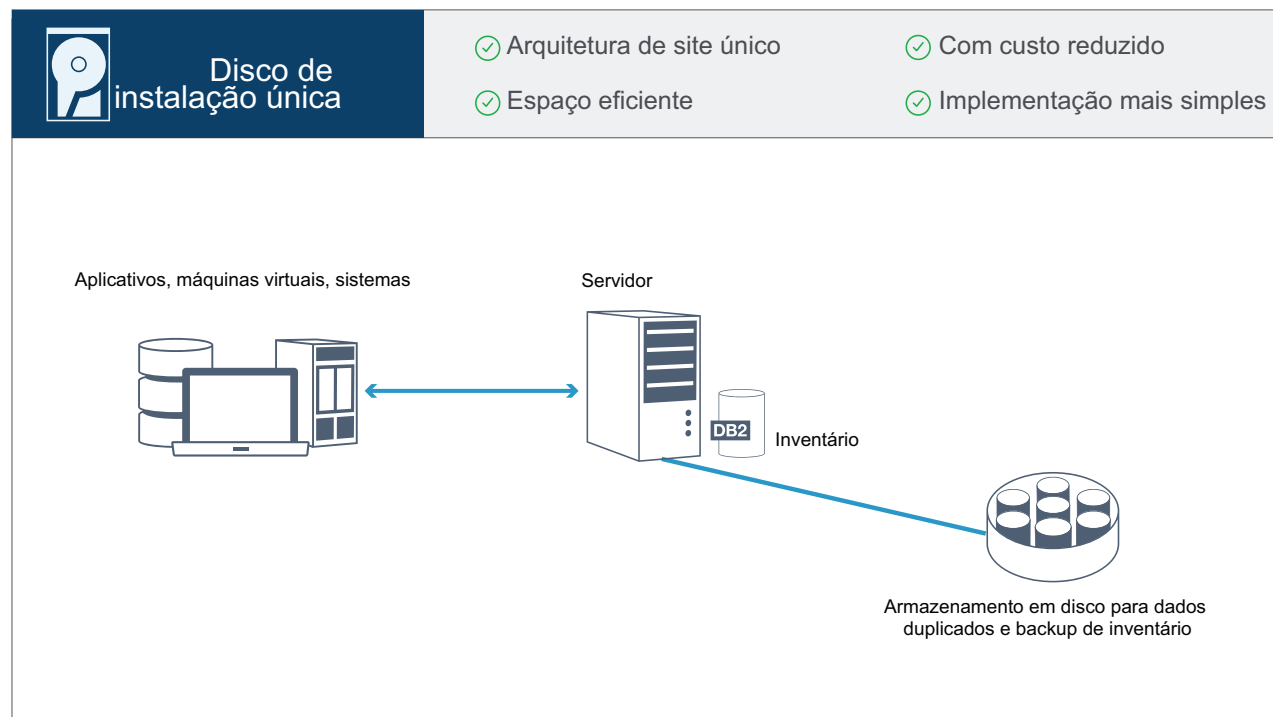 Disco de
instalação única
Arquitetura de site único
Com custo reduzido
Espaço eficiente
Implementação mais simples
Aplicativos, máquinas virtuais, sistemas
Servidor
DB2
Inventário
Armazenamento em disco para dados
duplicados e backup de inventário